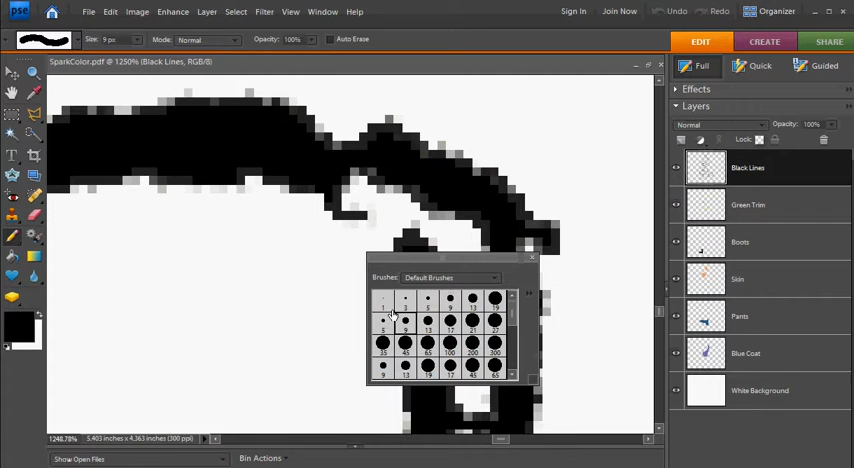 pse File Edit Image Enhance Layer Select Filter View Window Help Sign In Join Now Undo Redo Organizer
Size: 9 px Mode: Normal Opacity: 100% Auto Erase EDIT CREATE SHARE
SparkColor.pdf @ 1250% (Black Lines, RGB/8) Full Quick Guided
Effects
Layers
Normal Opacity: 100%
Lock:
Black Lines
Green Trim
Boots
Skin
Pants
Blue Coat
White Background
Brushes: Default Brushes
1 3 5 9 13 19
5 9 13 17 21 27
35 45 65 100 200 300
9 13 19 17 45 65
1248.78% 5.403 inches x 4.363 inches (300 ppi)
Show Open Files Bin Actions